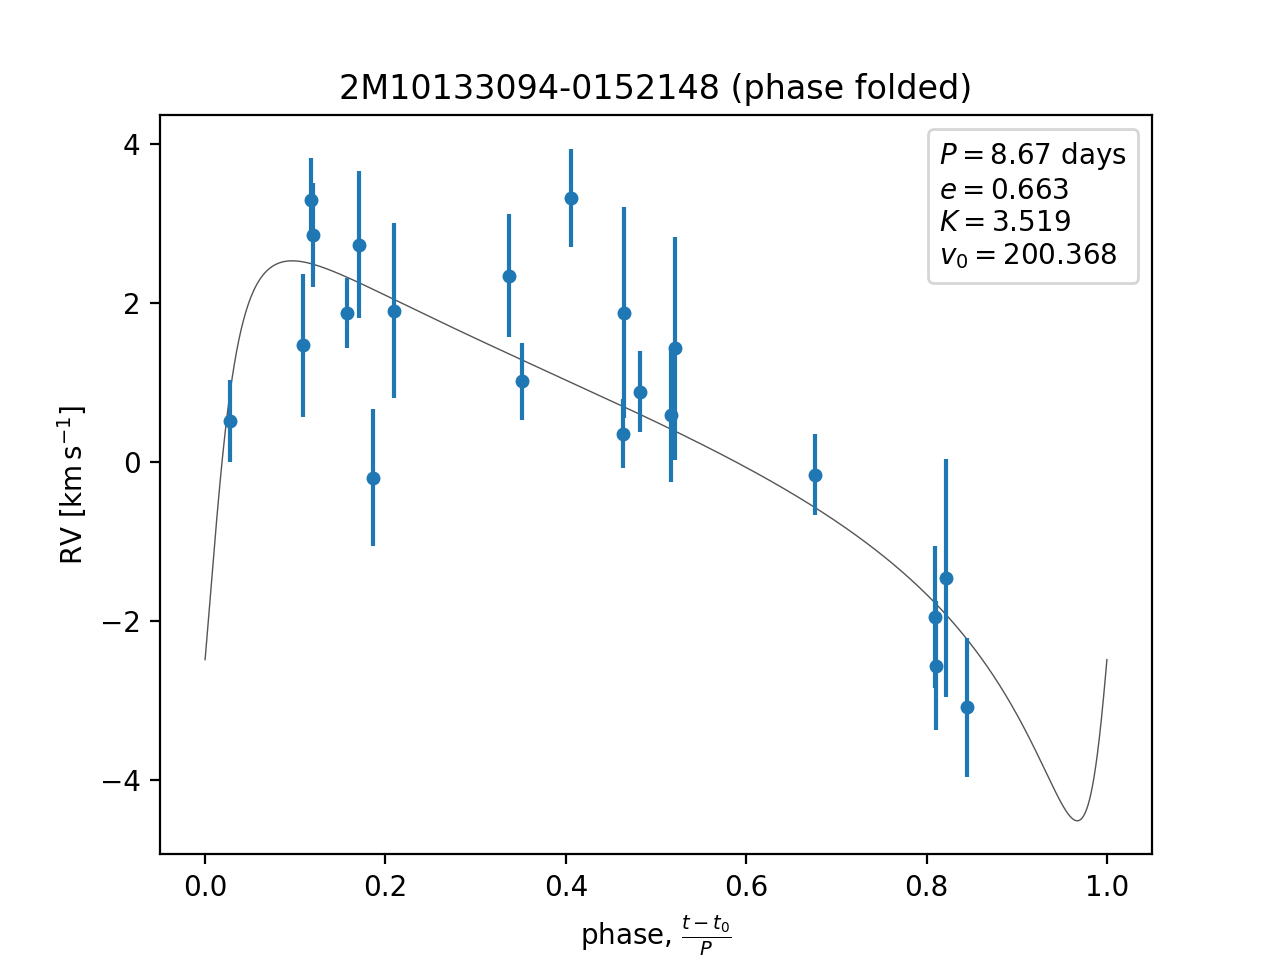 2M10133094-0152148 (phase folded)
P = 8.67 days
e = 0.663
K = 3.519
v₀ = 200.368
4
2
0
−2
−4
RV [km s⁻¹]
0.0 0.2 0.4 0.6 0.8 1.0
phase, (t − t₀)/P